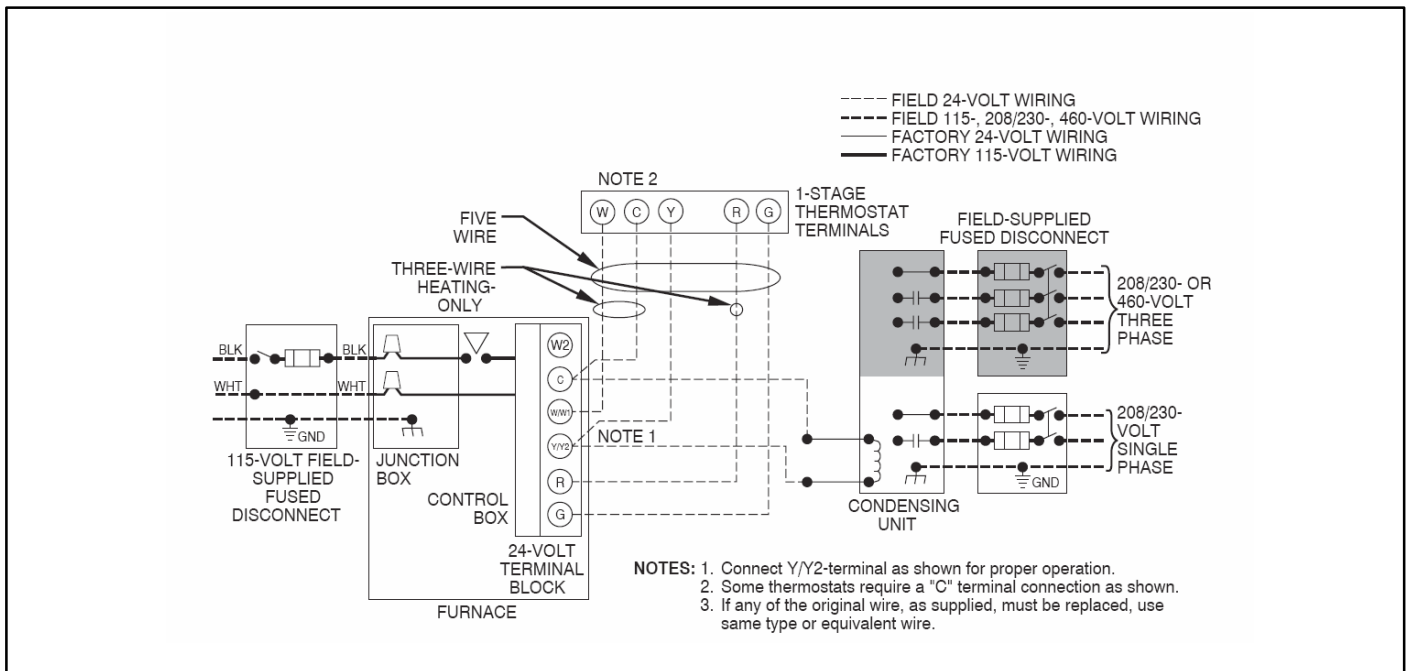 FIELD 24-VOLT WIRING
FIELD 115-, 208/230-, 460-VOLT WIRING
FACTORY 24-VOLT WIRING
FACTORY 115-VOLT WIRING
NOTE 2
W C Y R G
1-STAGE
THERMOSTAT
TERMINALS
FIVE
WIRE
THREE-WIRE
HEATING-
ONLY
FIELD-SUPPLIED
FUSED DISCONNECT
208/230- OR
460-VOLT
THREE
PHASE
BLK BLK
WHT WHT
GND
W2
C
W/W1
Y/Y2
R
G
NOTE 1
115-VOLT FIELD-
SUPPLIED
FUSED
DISCONNECT
JUNCTION
BOX
CONTROL
BOX
24-VOLT
TERMINAL
BLOCK
FURNACE
208/230-
VOLT
SINGLE
PHASE
GND
CONDENSING
UNIT
NOTES: 1. Connect Y/Y2-terminal as shown for proper operation.
2. Some thermostats require a "C" terminal connection as shown.
3. If any of the original wire, as supplied, must be replaced, use
same type or equivalent wire.